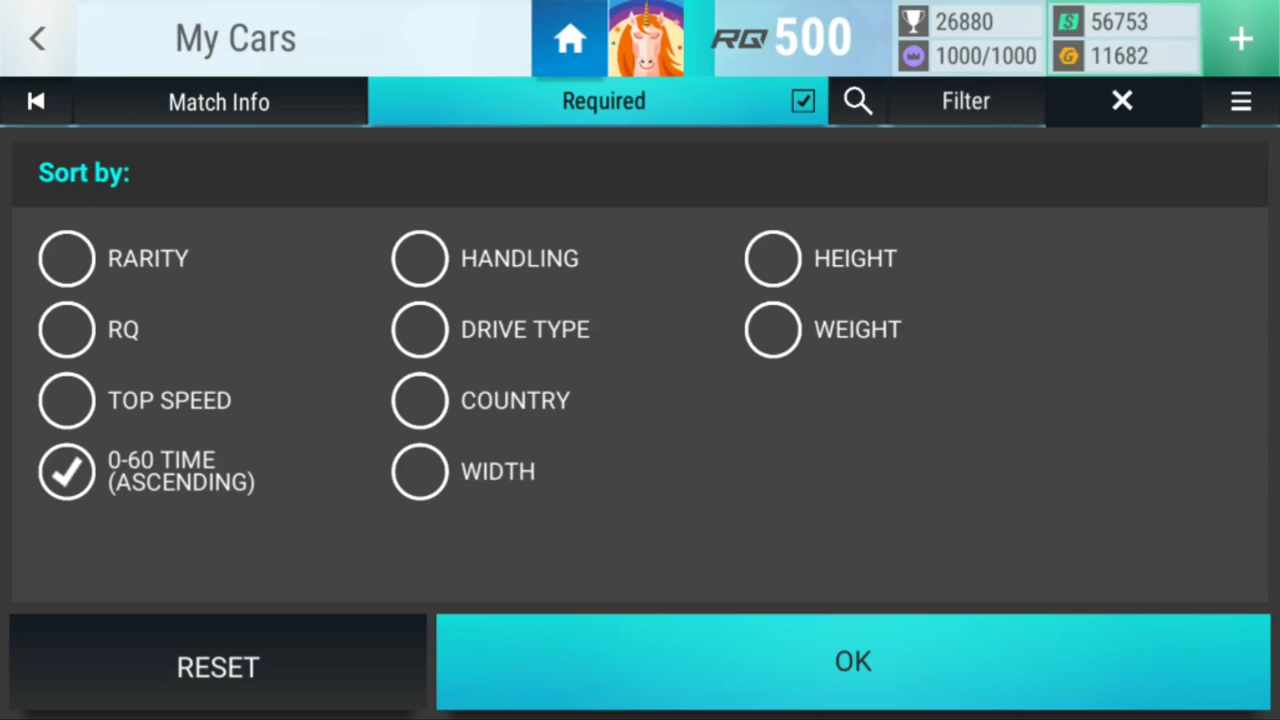 My Cars
RQ 500
26880
1000/1000
56753
11682
Match Info
Required
Filter
Sort by:
RARITY
HANDLING
HEIGHT
RQ
DRIVE TYPE
WEIGHT
TOP SPEED
COUNTRY
0-60 TIME
(ASCENDING)
WIDTH
RESET
OK